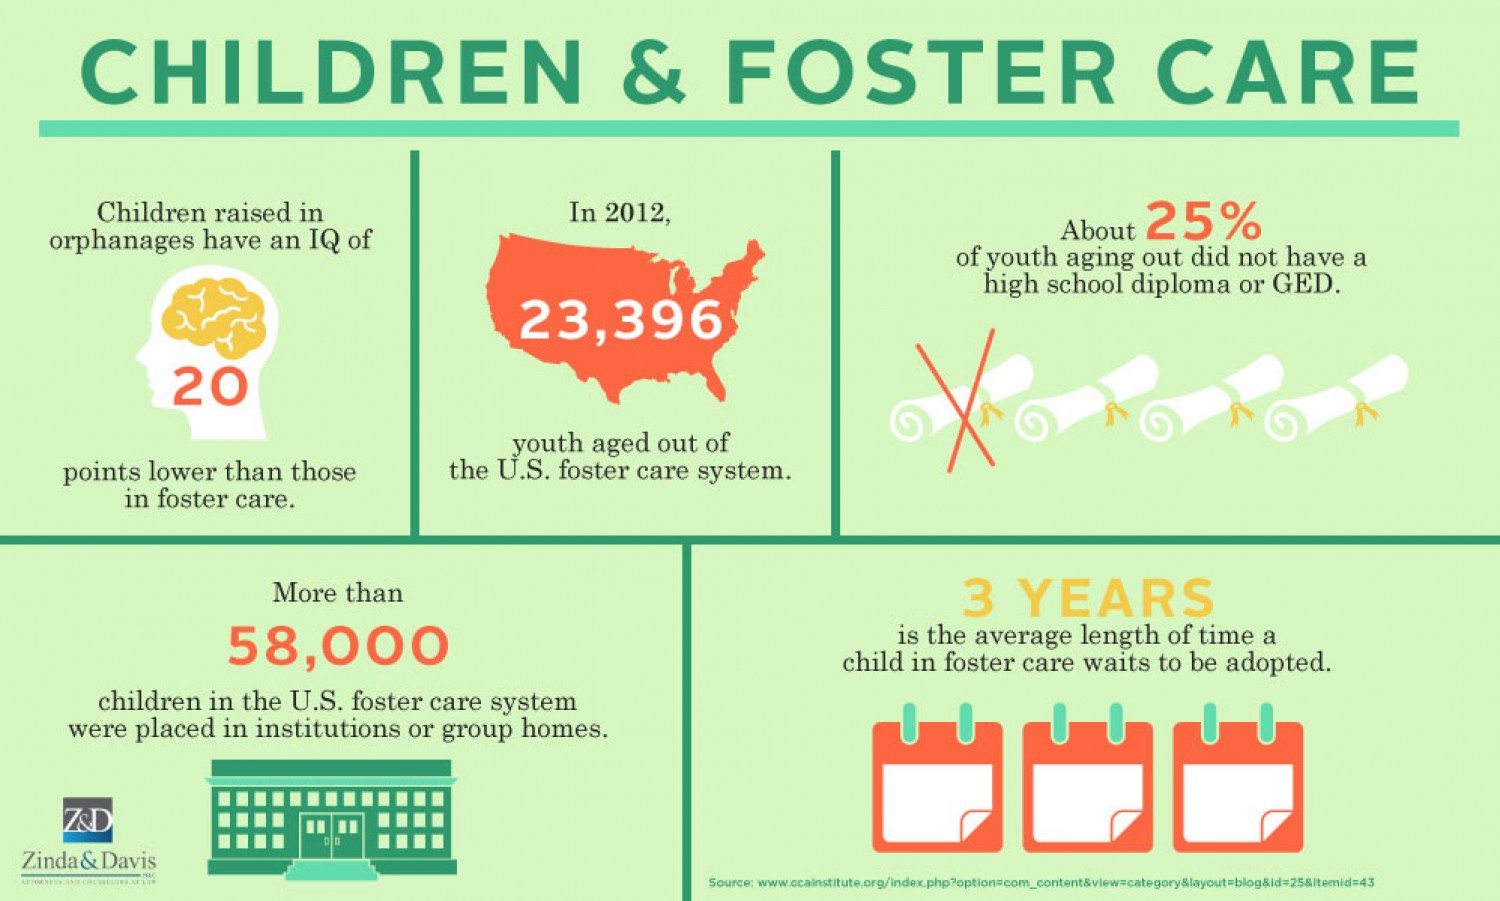 CHILDREN & FOSTER CARE
Children raised in
orphanages have an IQ of
20
points lower than those
in foster care.
In 2012,
23,396
youth aged out of
the U.S. foster care system.
About 25%
of youth aging out did not have a
high school diploma or GED.
More than
58,000
children in the U.S. foster care system
were placed in institutions or group homes.
Z&D
Zinda&Davis
PLLC
ATTORNEYS AND COUNSELORS AT LAW
3 YEARS
is the average length of time a
child in foster care waits to be adopted.
Source: www.ccainstitute.org/index.php?option=com_content&view=category&layout=blog&id=25&Itemid=43